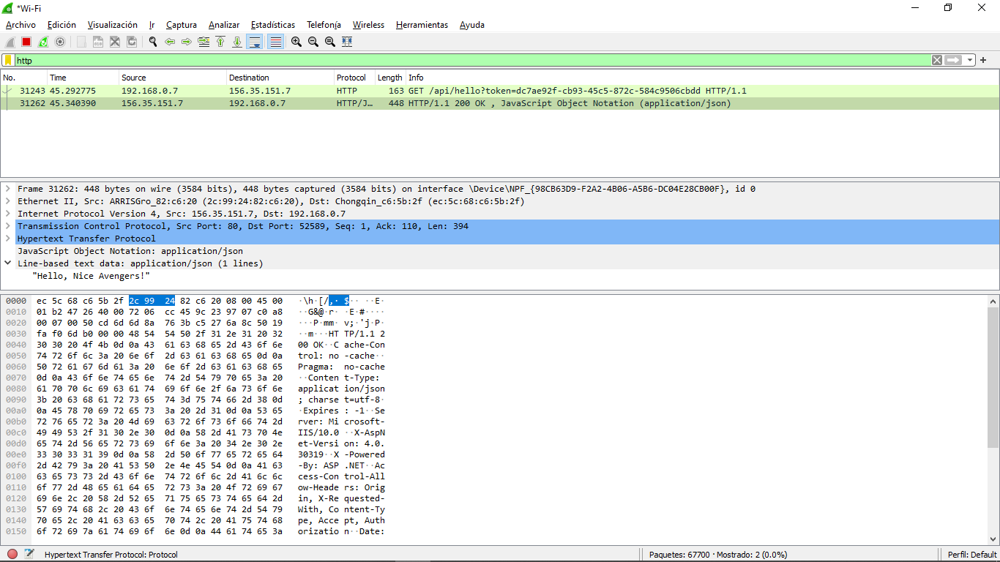 *Wi-Fi
Archivo Edición Visualización Ir Captura Analizar Estadísticas Telefonía Wireless Herramientas Ayuda
http
No. Time Source Destination Protocol Length Info
31243 45.292775 192.168.0.7 156.35.151.7 HTTP 163 GET /api/hello?token=dc7ae92f-cb93-45c5-872c-584c9506cbdd HTTP/1.1
31262 45.340390 156.35.151.7 192.168.0.7 HTTP/J… 448 HTTP/1.1 200 OK , JavaScript Object Notation (application/json)
Frame 31262: 448 bytes on wire (3584 bits), 448 bytes captured (3584 bits) on interface \Device\NPF_{98CB63D9-F2A2-4B06-A5B6-DC04E28CB00F}, id 0
Ethernet II, Src: ARRISGro_82:c6:20 (2c:99:24:82:c6:20), Dst: Chongqin_c6:5b:2f (ec:5c:68:c6:5b:2f)
Internet Protocol Version 4, Src: 156.35.151.7, Dst: 192.168.0.7
Transmission Control Protocol, Src Port: 80, Dst Port: 52589, Seq: 1, Ack: 110, Len: 394
Hypertext Transfer Protocol
JavaScript Object Notation: application/json
Line-based text data: application/json (1 lines)
"Hello, Nice Avengers!"
0000 ec 5c 68 c6 5b 2f 2c 99 24 82 c6 20 08 00 45 00 ·\h·[/,· $·· ··E·
0010 01 b2 47 26 40 00 72 06 cc 45 9c 23 97 07 c0 a8 ··G&@·r· ·E·#····
0020 00 07 00 50 cd 6d 6d 8a 76 3b c5 27 6a 8c 50 19 ···P·mm· v;·'j·P·
0030 fa f0 6d b0 00 00 48 54 54 50 2f 31 2e 31 20 32 ··m···HT TP/1.1 2
0040 30 30 20 4f 4b 0d 0a 43 61 63 68 65 2d 43 6f 6e 00 OK··C ache-Con
0050 74 72 6f 6c 3a 20 6e 6f 2d 63 61 63 68 65 0d 0a trol: no -cache··
0060 50 72 61 67 6d 61 3a 20 6e 6f 2d 63 61 63 68 65 Pragma: no-cache
0070 0d 0a 43 6f 6e 74 65 6e 74 2d 54 79 70 65 3a 20 ··Conten t-Type:
0080 61 70 70 6c 69 63 61 74 69 6f 6e 2f 6a 73 6f 6e applicat ion/json
0090 3b 20 63 68 61 72 73 65 74 3d 75 74 66 2d 38 0d ; charse t=utf-8·
00a0 0a 45 78 70 69 72 65 73 3a 20 2d 31 0d 0a 53 65 ·Expires : -1··Se
00b0 72 76 65 72 3a 20 4d 69 63 72 6f 73 6f 66 74 2d rver: Mi crosoft-
00c0 49 49 53 2f 31 30 2e 30 0d 0a 58 2d 41 73 70 4e IIS/10.0 ··X-AspN
00d0 65 74 2d 56 65 72 73 69 6f 6e 3a 20 34 2e 30 2e et-Versi on: 4.0.
00e0 33 30 33 31 39 0d 0a 58 2d 50 6f 77 65 72 65 64 30319··X -Powered
00f0 2d 42 79 3a 20 41 53 50 2e 4e 45 54 0d 0a 41 63 -By: ASP .NET··Ac
0100 63 65 73 73 2d 43 6f 6e 74 72 6f 6c 2d 41 6c 6c cess-Con trol-All
0110 6f 77 2d 48 65 61 64 65 72 73 3a 20 4f 72 69 67 ow-Heade rs: Orig
0120 69 6e 2c 20 58 2d 52 65 71 75 65 73 74 65 64 2d in, X-Re quested-
0130 57 69 74 68 2c 20 43 6f 6e 74 65 6e 74 2d 54 79 With, Co ntent-Ty
0140 70 65 2c 20 41 63 63 65 70 74 2c 20 41 75 74 68 pe, Acce pt, Auth
0150 6f 72 69 7a 61 74 69 6f 6e 0d 0a 44 61 74 65 3a orizatio n··Date:
Hypertext Transfer Protocol: Protocol Paquetes: 67700 · Mostrado: 2 (0.0%) Perfil: Default